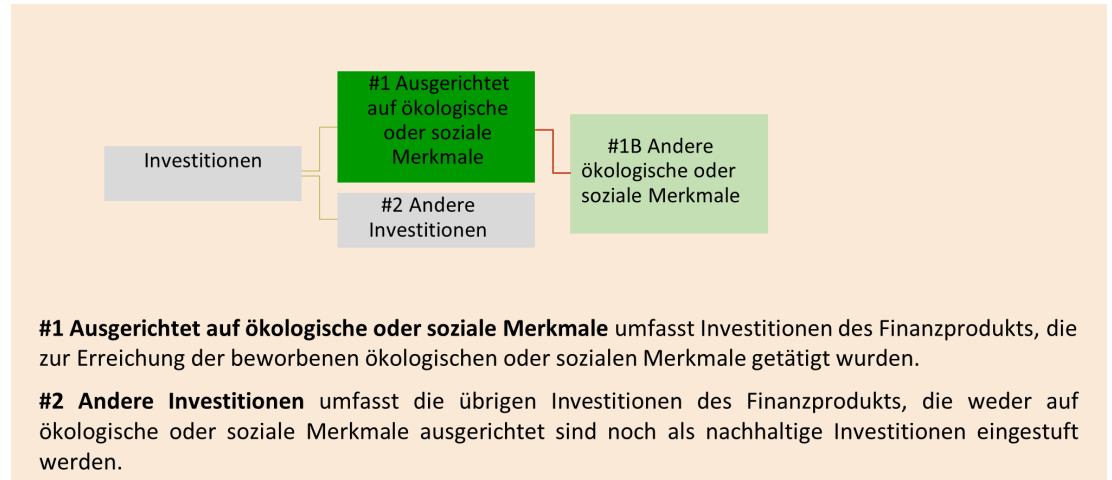 #1 Ausgerichtet
auf ökologische
oder soziale
Merkmale
Investitionen
#1B Andere
ökologische oder
soziale Merkmale
#2 Andere
Investitionen
#1 Ausgerichtet auf ökologische oder soziale Merkmale umfasst Investitionen des Finanzprodukts, die
zur Erreichung der beworbenen ökologischen oder sozialen Merkmale getätigt wurden.
#2 Andere Investitionen umfasst die übrigen Investitionen des Finanzprodukts, die weder auf
ökologische oder soziale Merkmale ausgerichtet sind noch als nachhaltige Investitionen eingestuft
werden.